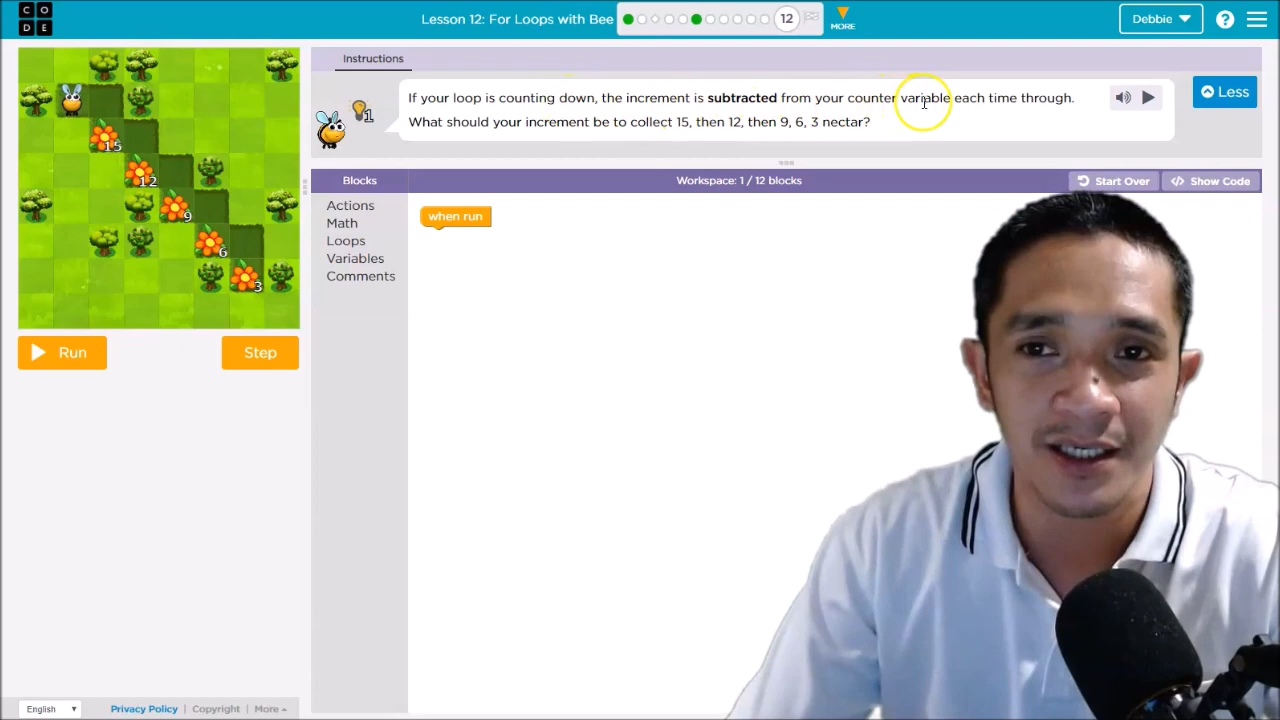 C O
D E
Lesson 12: For Loops with Bee
12
MORE
Debbie
?
Instructions
1
If your loop is counting down, the increment is subtracted from your counter variable each time through.
What should your increment be to collect 15, then 12, then 9, 6, 3 nectar?
Less
15
12
9
6
3
Run
Step
Blocks
Workspace: 1 / 12 blocks
Start Over
Show Code
Actions
Math
Loops
Variables
Comments
when run
English
Privacy Policy
Copyright
More